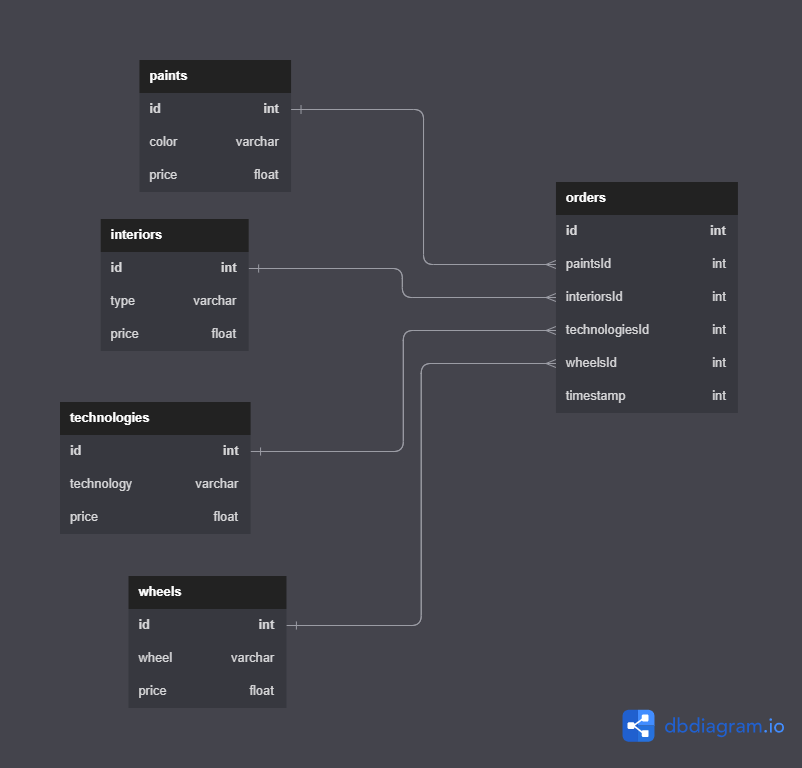 paints
id int
color varchar
price float
interiors
id int
type varchar
price float
technologies
id int
technology varchar
price float
wheels
id int
wheel varchar
price float
orders
id int
paintsId int
interiorsId int
technologiesId int
wheelsId int
timestamp int
dbdiagram.io